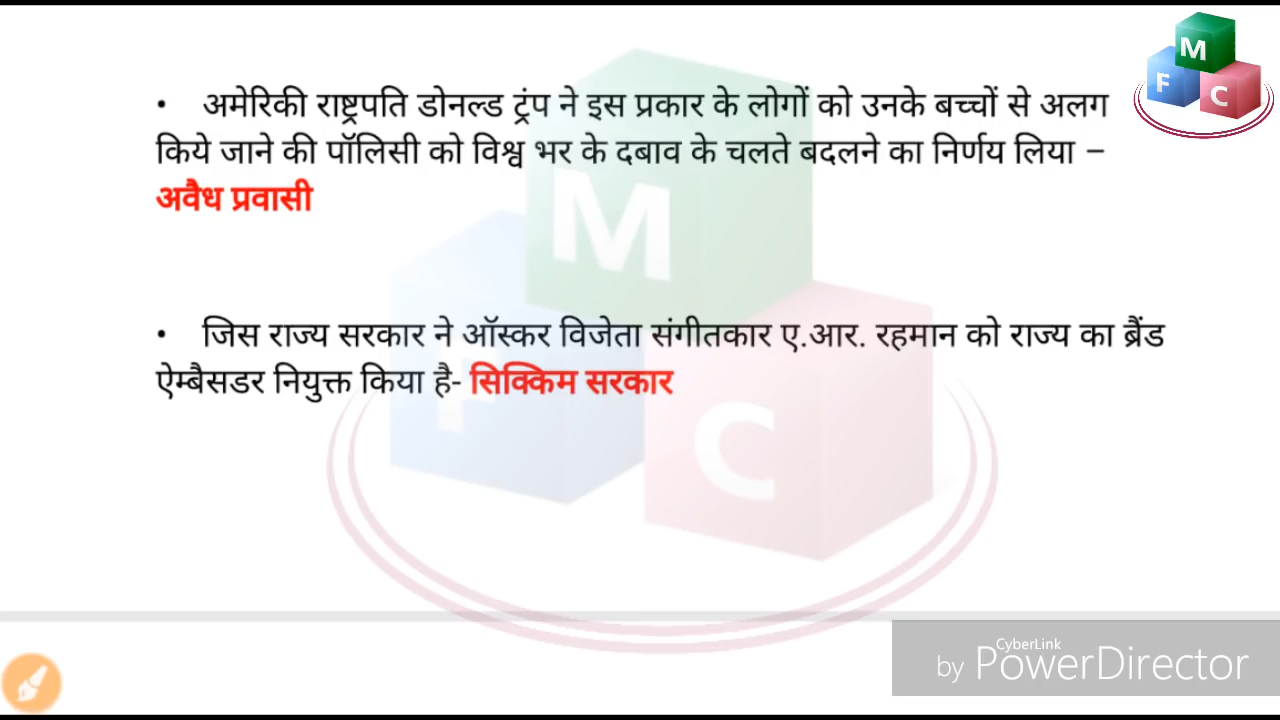 • अमेरिकी राष्ट्रपति डोनल्ड ट्रंप ने इस प्रकार के लोगों को उनके बच्चों से अलग
किये जाने की पॉलिसी को विश्व भर के दबाव के चलते बदलने का निर्णय लिया –
अवैध प्रवासी
• जिस राज्य सरकार ने ऑस्कर विजेता संगीतकार ए.आर. रहमान को राज्य का ब्रैंड
ऐम्बैसडर नियुक्त किया है- सिक्किम सरकार
M
F
C
M
F
C
CyberLink
by PowerDirector